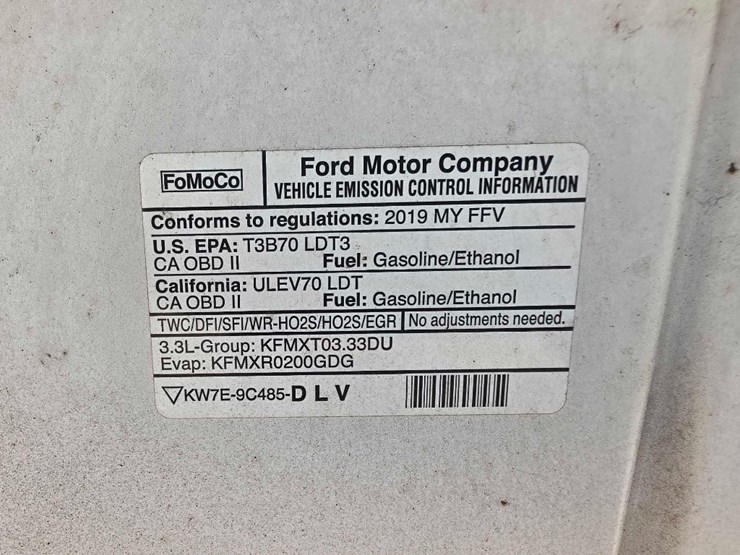 FoMoCo
Ford Motor Company
VEHICLE EMISSION CONTROL INFORMATION
Conforms to regulations: 2019 MY FFV
U.S. EPA: T3B70 LDT3
CA OBD II Fuel: Gasoline/Ethanol
California: ULEV70 LDT
CA OBD II Fuel: Gasoline/Ethanol
TWC/DFI/SFI/WR-HO2S/HO2S/EGR No adjustments needed.
3.3L-Group: KFMXT03.33DU
Evap: KFMXR0200GDG
▽KW7E-9C485-D L V